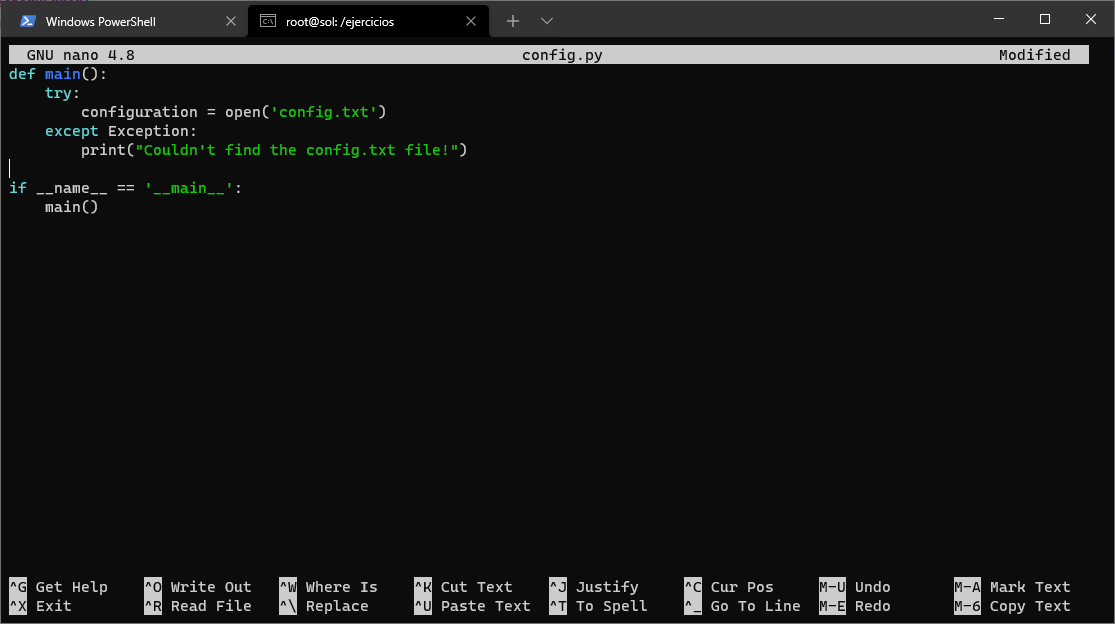 Windows PowerShell root@sol: /ejercicios
GNU nano 4.8 config.py Modified
def main():
    try:
        configuration = open('config.txt')
    except Exception:
        print("Couldn't find the config.txt file!")

if __name__ == '__main__':
    main()
^G Get Help ^O Write Out ^W Where Is ^K Cut Text ^J Justify ^C Cur Pos M-U Undo M-A Mark Text
^X Exit ^R Read File ^\ Replace ^U Paste Text ^T To Spell ^_ Go To Line M-E Redo M-6 Copy Text